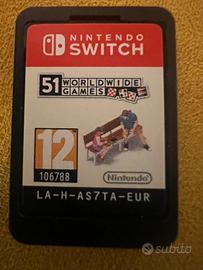 NINTENDO
SWITCH
51 WORLDWIDE
GAMES
12
106788
Nintendo
LA-H-AS7TA-EUR
subito